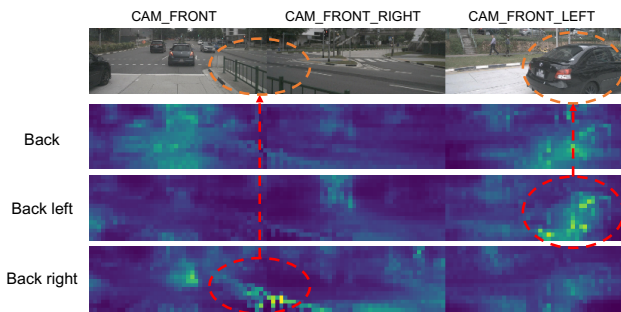 CAM_FRONT CAM_FRONT_RIGHT CAM_FRONT_LEFT
Back
Back left
Back right